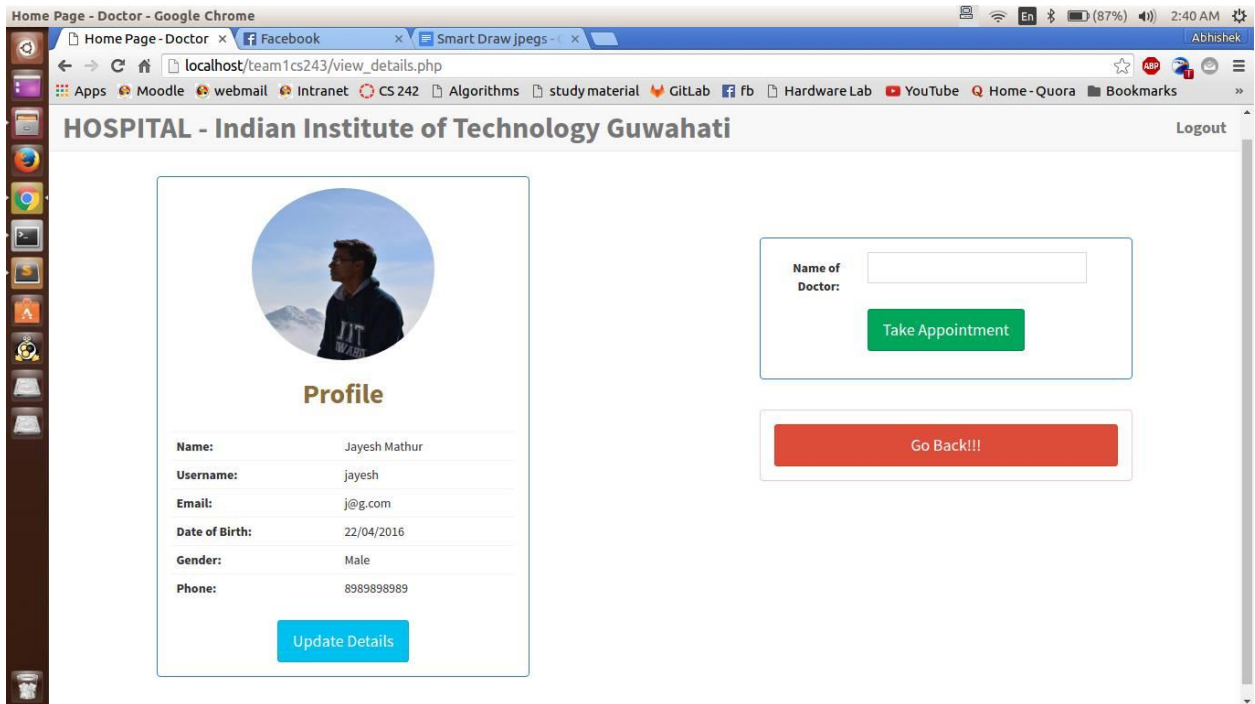 Home Page - Doctor - Google Chrome
En (87%) 2:40 AM
Home Page - Doctor × Facebook × Smart Draw jpegs - ×
Abhishek
localhost/team1cs243/view_details.php
ABP
Apps Moodle webmail Intranet CS 242 Algorithms study material GitLab fb Hardware Lab YouTube Q Home - Quora Bookmarks »
HOSPITAL - Indian Institute of Technology Guwahati
Logout
IIT
Profile
Name: Jayesh Mathur
Username: jayesh
Email: j@g.com
Date of Birth: 22/04/2016
Gender: Male
Phone: 8989898989
Update Details
Name of
Doctor:
Take Appointment
Go Back!!!